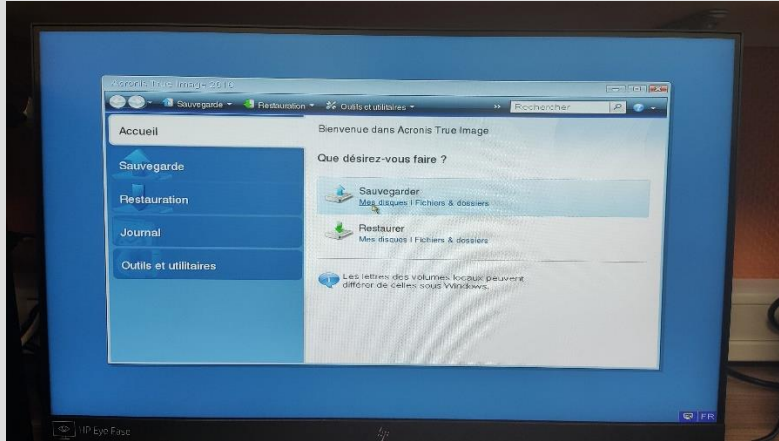 Acronis True Image 2010
Sauvegarde Restauration Outils et utilitaires Rechercher
Accueil
Sauvegarde
Restauration
Journal
Outils et utilitaires
Bienvenue dans Acronis True Image
Que désirez-vous faire ?
Sauvegarder
Mes disques | Fichiers & dossiers
Restaurer
Mes disques | Fichiers & dossiers
Les lettres des volumes locaux peuvent
différer de celles sous Windows.
FR
HP Eye Ease
hp